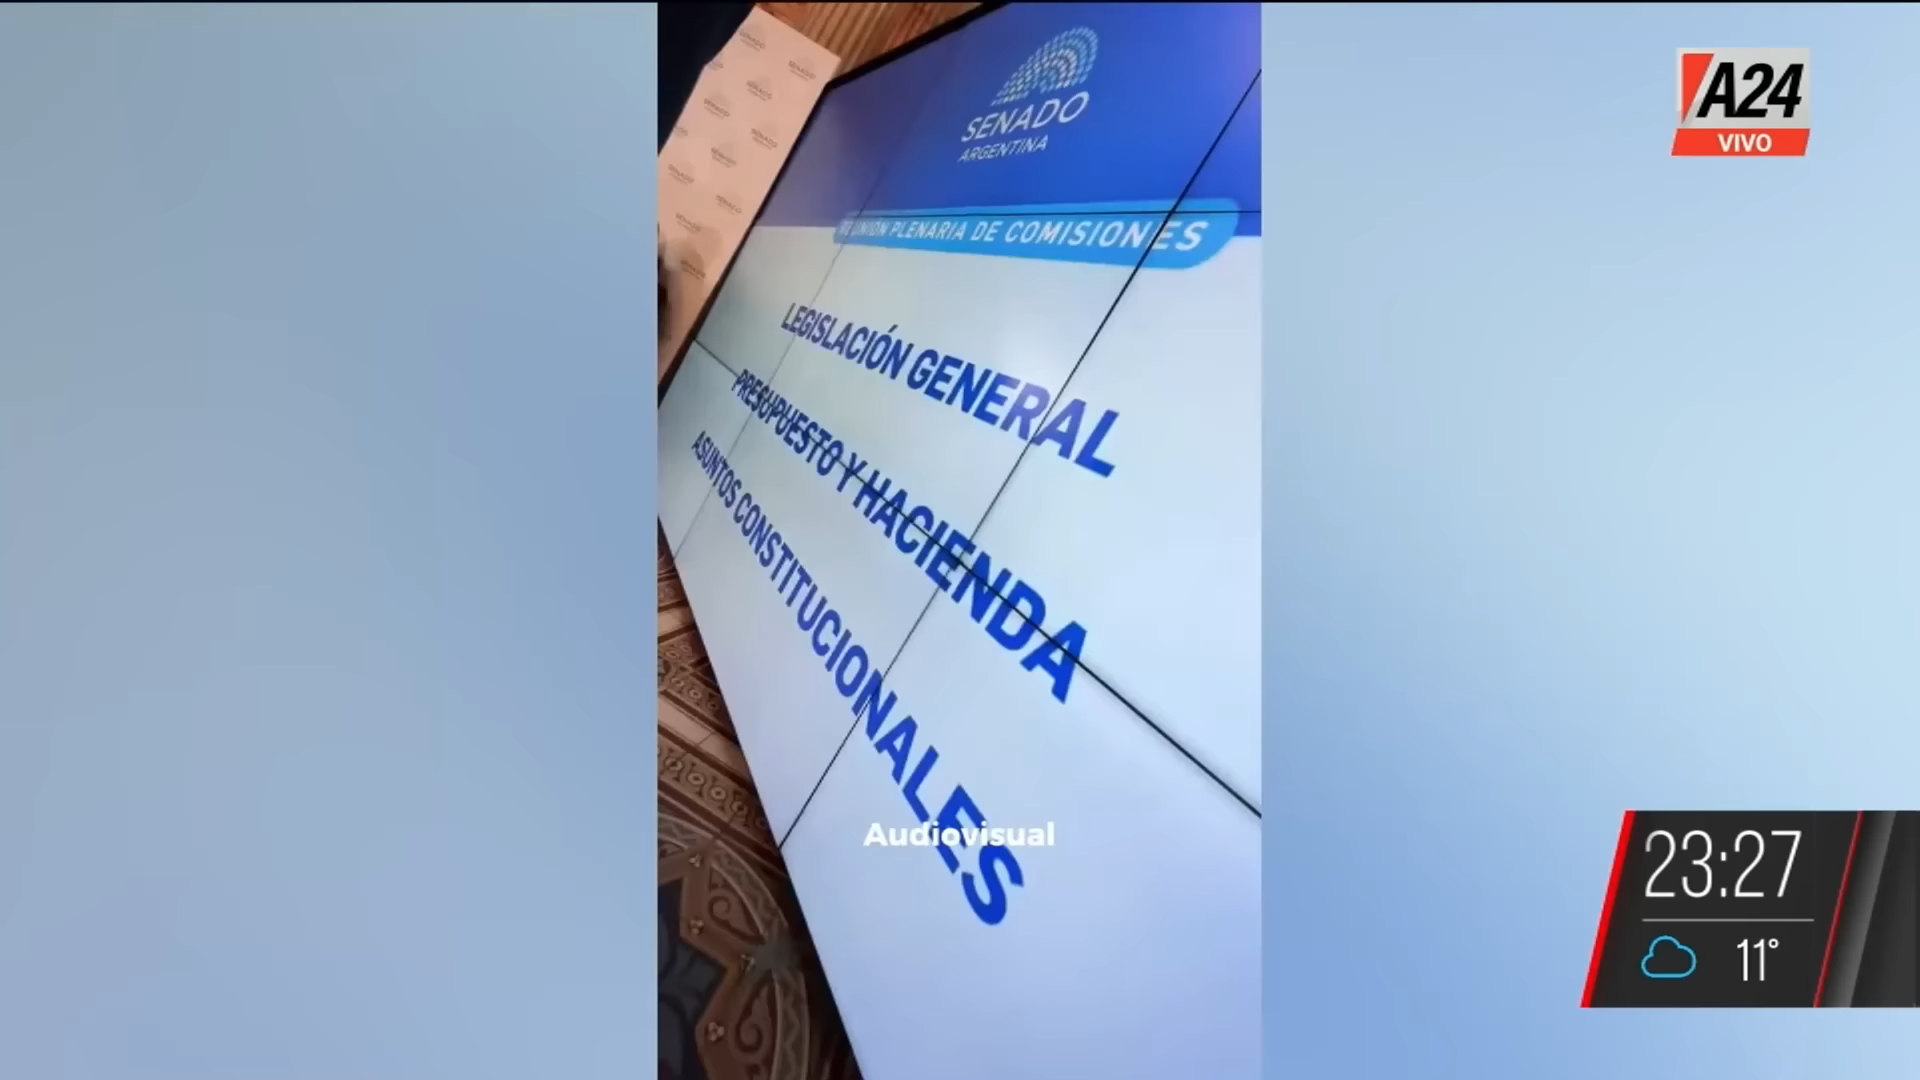 A24
VIVO
SENADO
ARGENTINA
REUNIÓN PLENARIA DE COMISIONES
LEGISLACIÓN GENERAL
PRESUPUESTO Y HACIENDA
ASUNTOS CONSTITUCIONALES
Audiovisual
23:27
11°